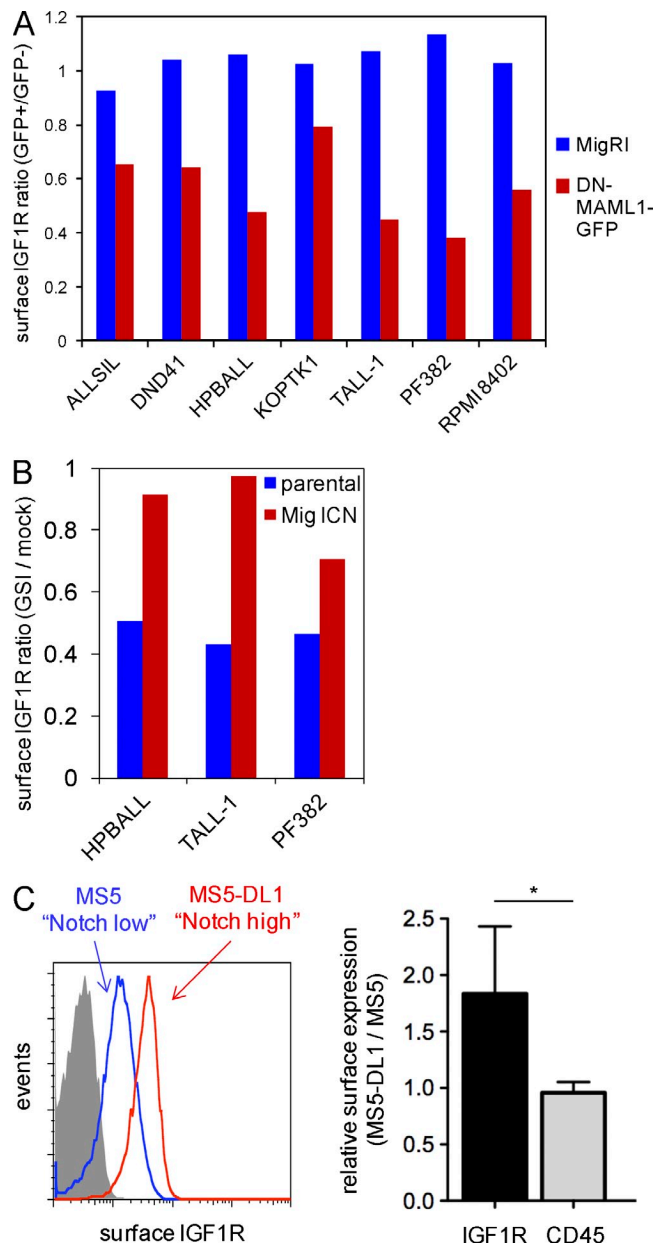 A
surface IGF1R ratio (GFP+/GFP-)
1.2
1
0.8
0.6
0.4
0.2
0
ALLSIL
DND41
HPBALL
KOPTK1
TALL-1
PF382
RPMI 8402
MigRI
DN-
MAML1-
GFP
B
surface IGF1R ratio (GSI / mock)
1
0.8
0.6
0.4
0.2
0
HPBALL
TALL-1
PF382
parental
Mig ICN
C
MS5
"Notch low"
MS5-DL1
"Notch high"
events
surface IGF1R
relative surface expression
(MS5-DL1 / MS5)
2.5
2.0
1.5
1.0
0.5
0.0
*
IGF1R
CD45